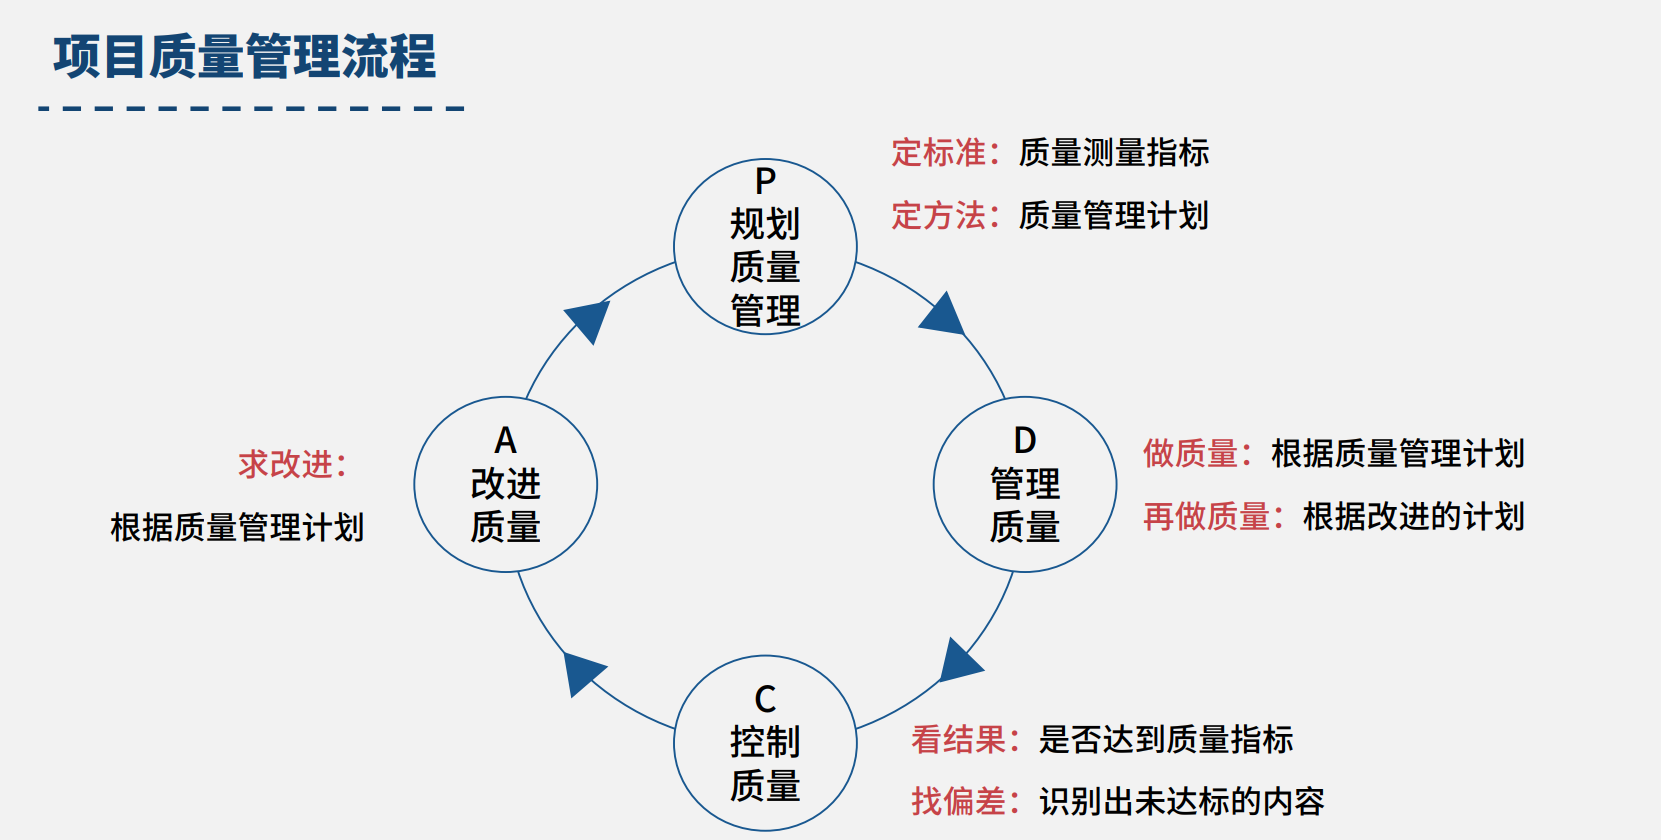 项目质量管理流程
定标准：质量测量指标
定方法：质量管理计划
P
规划
质量
管理
做质量：根据质量管理计划
再做质量：根据改进的计划
D
管理
质量
看结果：是否达到质量指标
找偏差：识别出未达标的内容
C
控制
质量
求改进：
根据质量管理计划
A
改进
质量